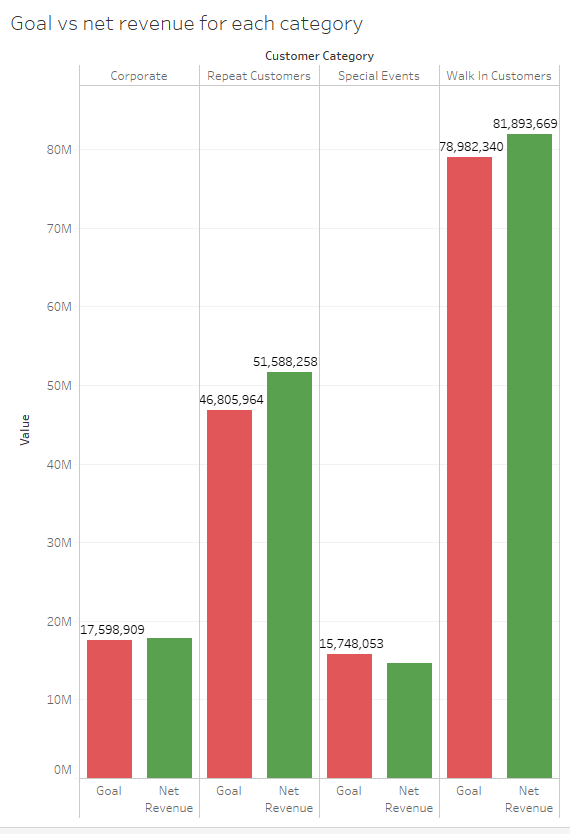 Goal vs net revenue for each category
Customer Category
Corporate Repeat Customers Special Events Walk In Customers
81,893,669
78,982,340
80M
70M
60M
51,588,258
50M
46,805,964
Value
40M
30M
20M
17,598,909
15,748,053
10M
0M
Goal Net Revenue Goal Net Revenue Goal Net Revenue Goal Net Revenue